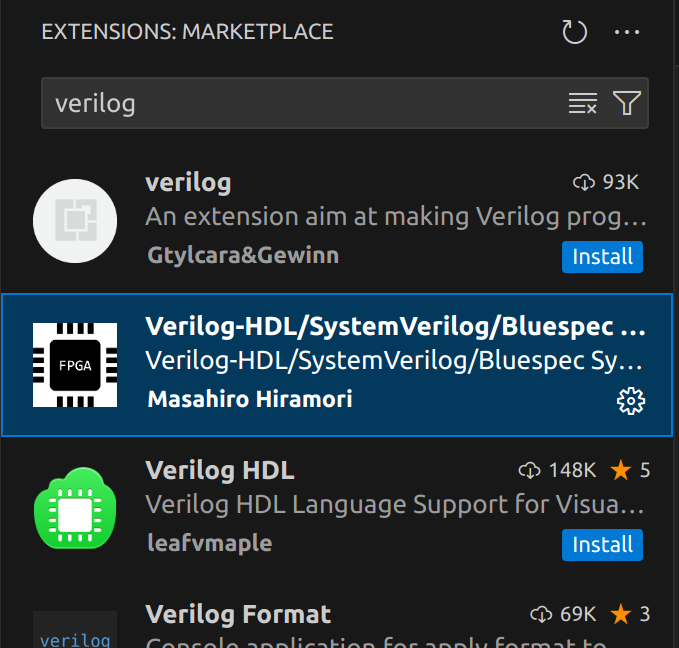 EXTENSIONS: MARKETPLACE
verilog
verilog 93K
An extension aim at making Verilog prog…
Gtylcara&Gewinn Install
Verilog-HDL/SystemVerilog/Bluespec …
FPGA
Verilog-HDL/SystemVerilog/Bluespec Sy…
Masahiro Hiramori
Verilog HDL 148K 5
Verilog HDL Language Support for Visua…
leafvmaple Install
Verilog Format 69K 3
verilog
Console application for apply format to